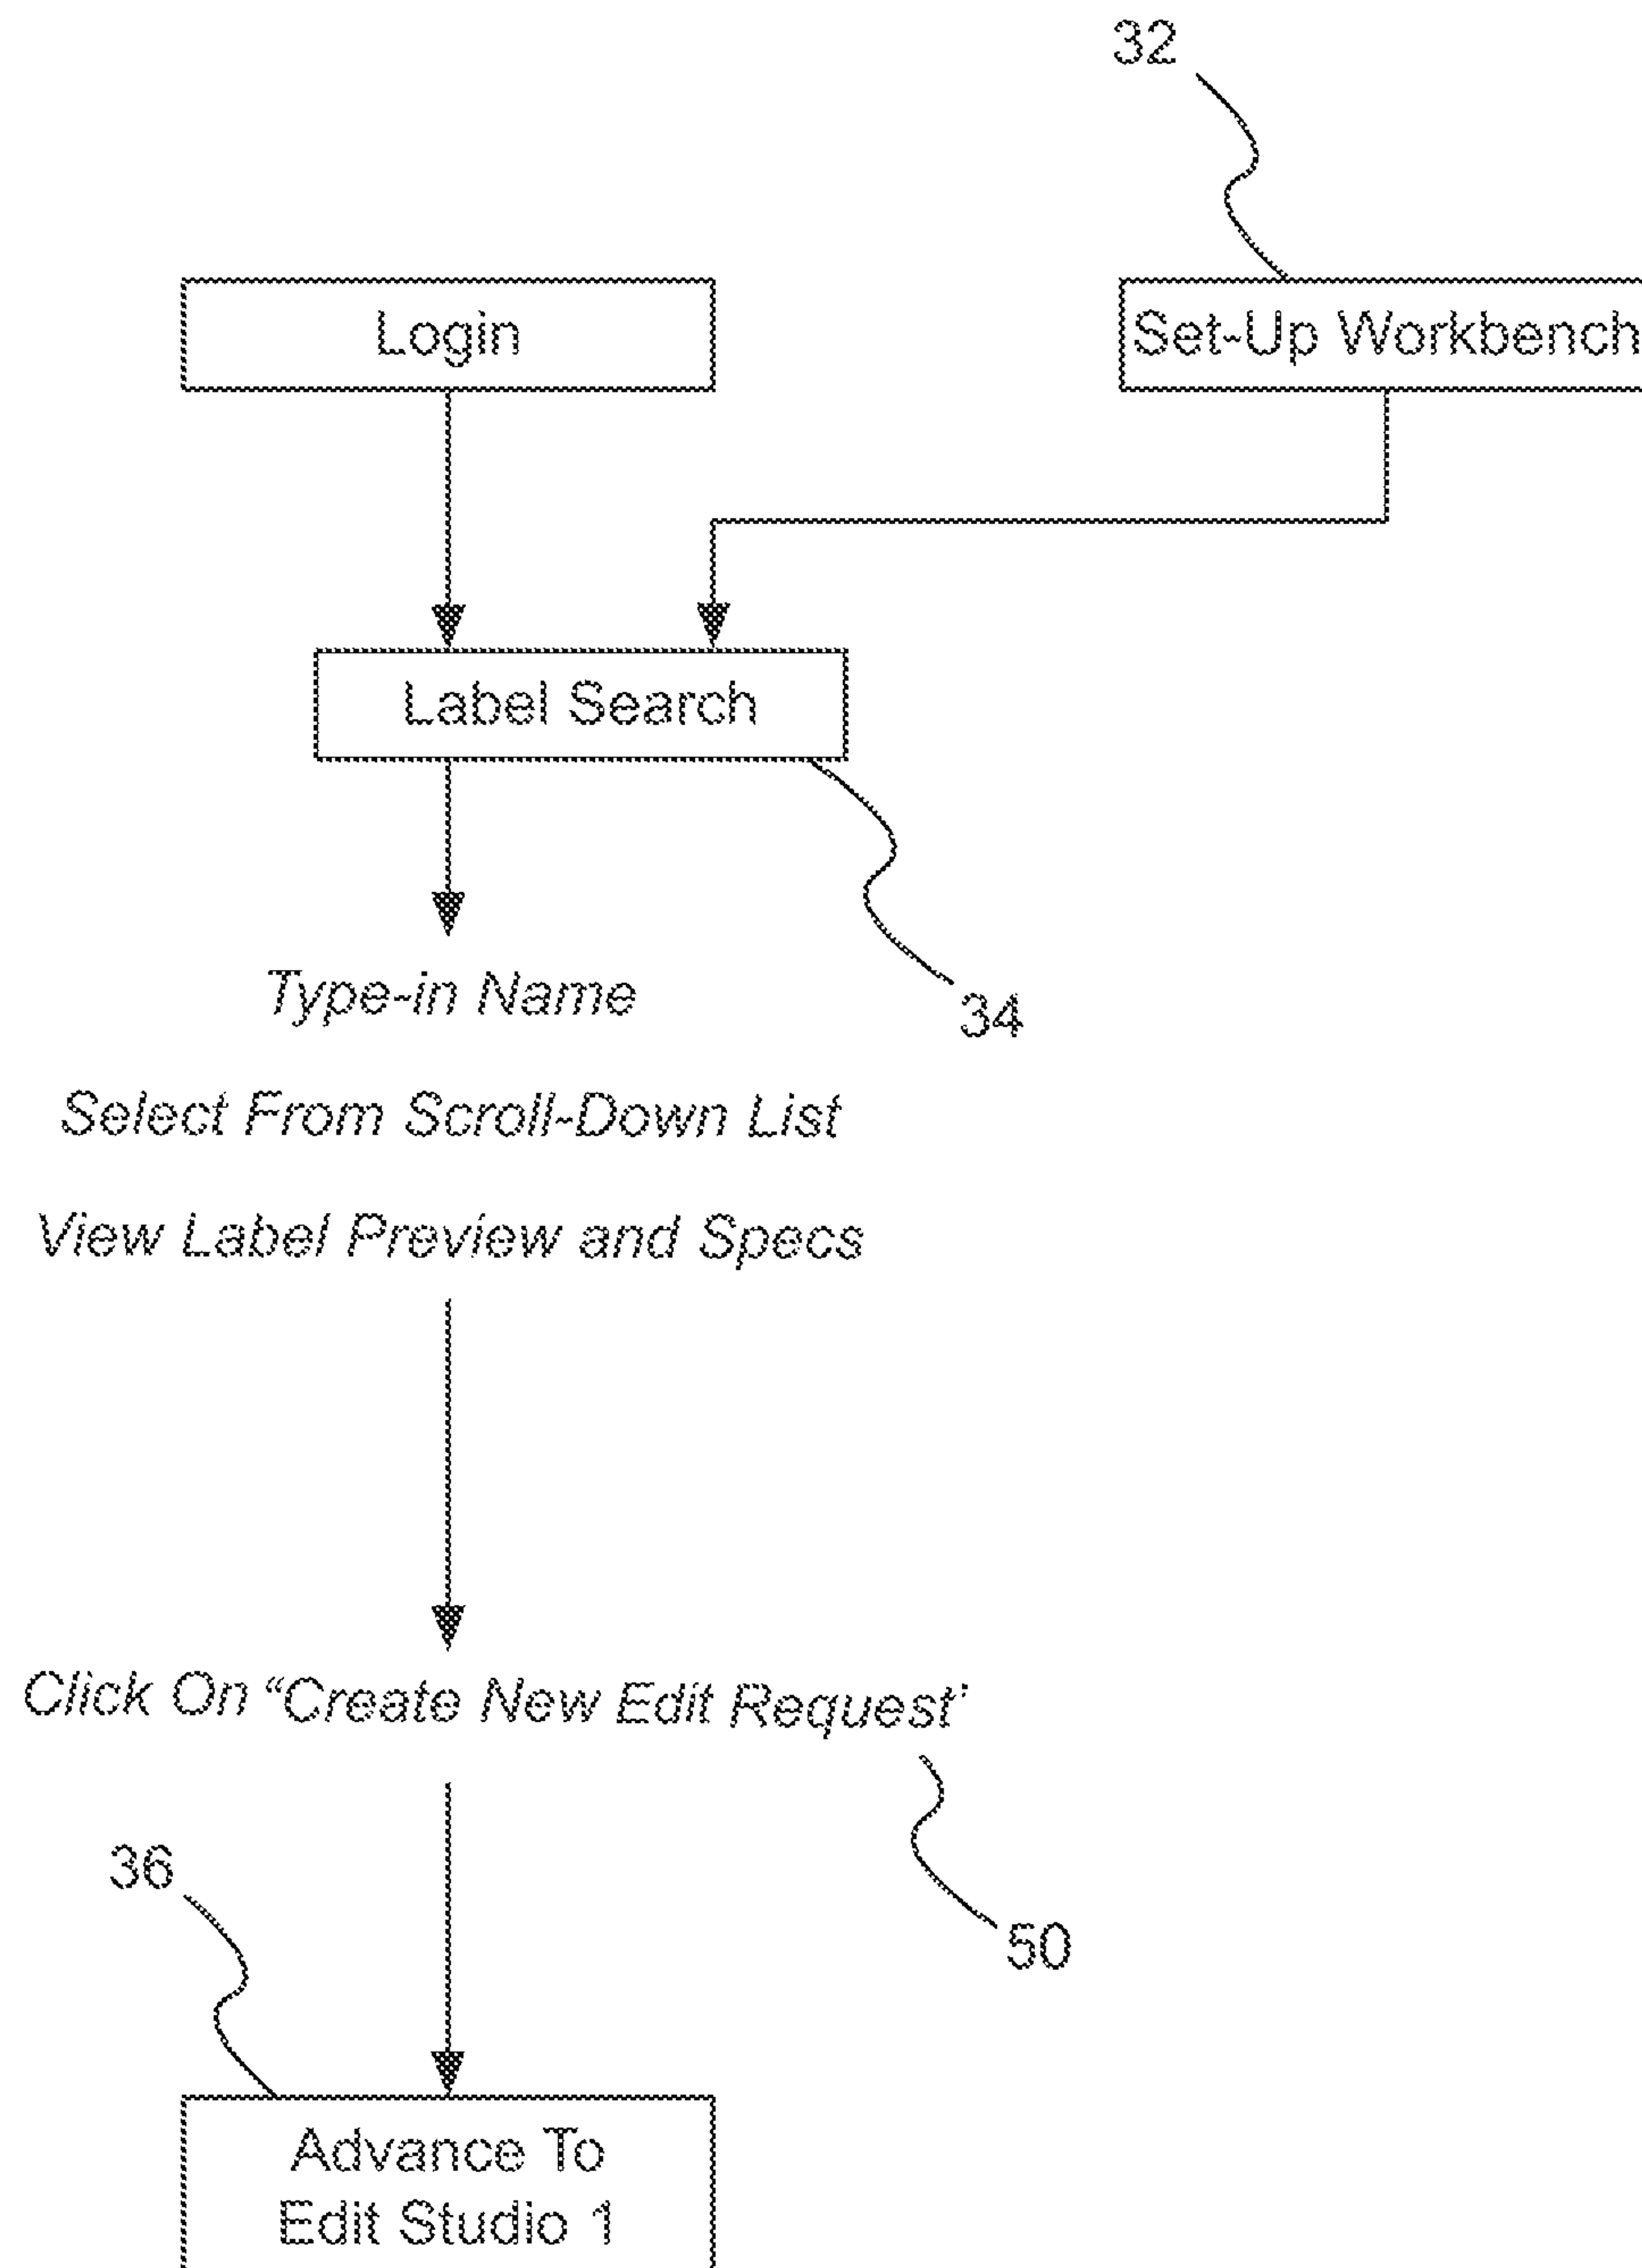 32
Login
Set-Up Workbench
Label Search
Type-in Name
34
Select From Scroll-Down List
View Label Preview and Specs
Click On “Create New Edit Request’
36
50
Advance To
Edit Studio 1